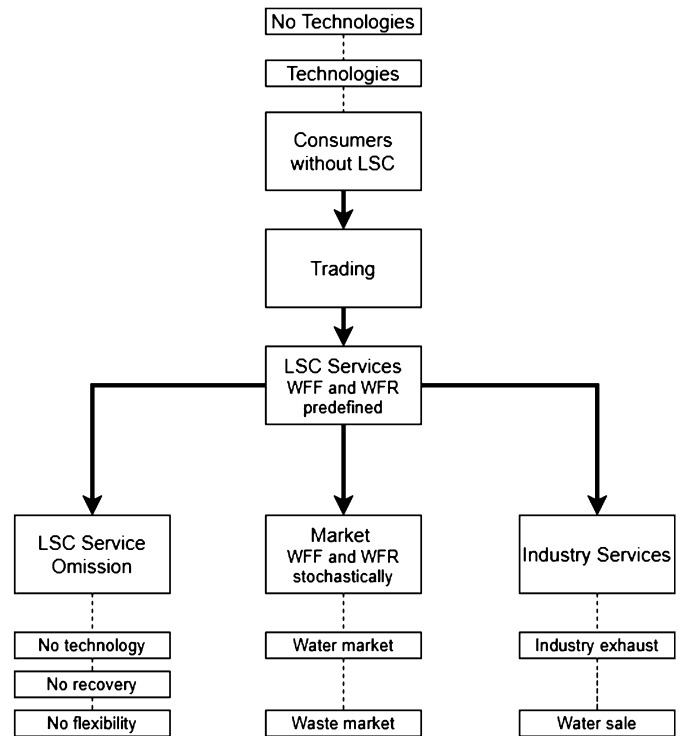 No Technologies
Technologies
Consumers
without LSC
Trading
LSC Services
WFF and WFR
predefined
LSC Service
Omission
Market
WFF and WFR
stochastically
Industry Services
No technology
Water market
Industry exhaust
No recovery
No flexibility
Waste market
Water sale